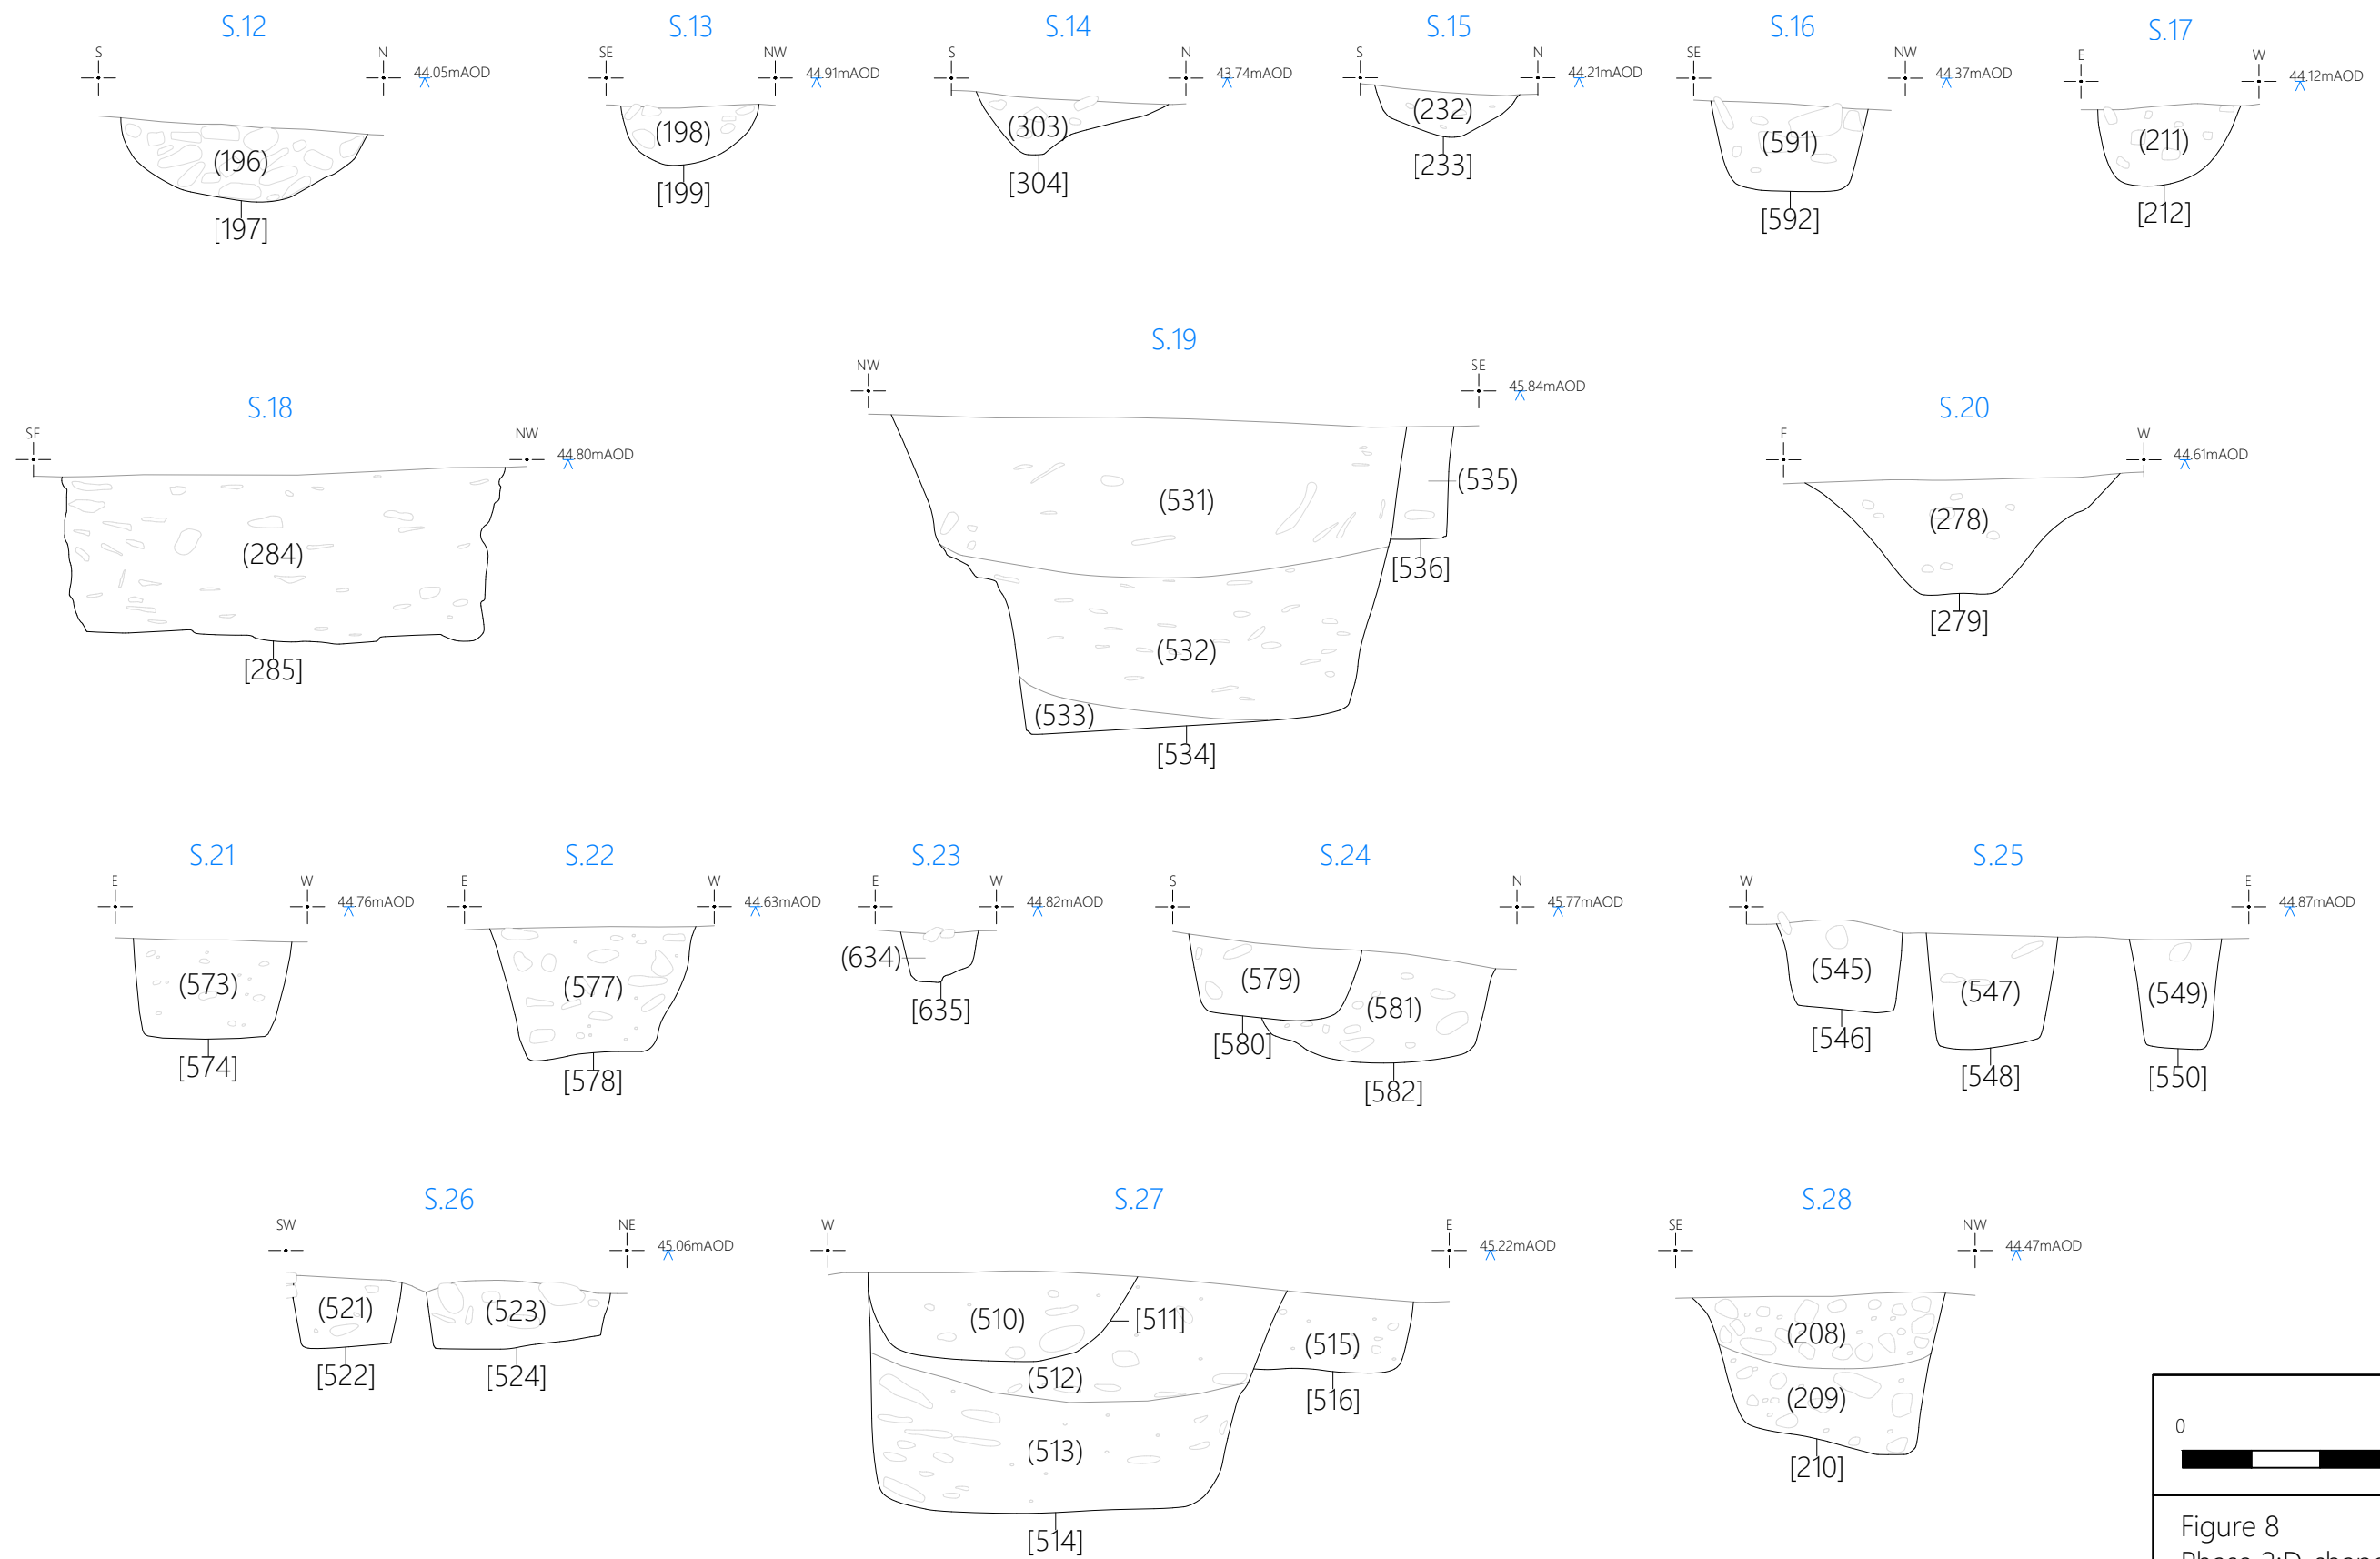 S.12
S N 44.05mAOD
(196)
[197]
S.13
SE NW 44.91mAOD
(198)
[199]
S.14
S N 43.74mAOD
(303)
[304]
S.15
S N 44.21mAOD
(232)
[233]
S.16
SE NW 44.37mAOD
(591)
[592]
S.17
E W 44.12mAOD
(211)
[212]
S.18
SE NW 44.80mAOD
(284)
[285]
S.19
NW SE 45.84mAOD
(531)
(535)
[536]
(532)
(533)
[534]
S.20
E W 44.61mAOD
(278)
[279]
S.21
E W 44.76mAOD
(573)
[574]
S.22
E W 44.63mAOD
(577)
[578]
S.23
E W 44.82mAOD
(634)
[635]
S.24
S N 45.77mAOD
(579)
(581)
[580]
[582]
S.25
W E 44.87mAOD
(545)
(547)
(549)
[546]
[548]
[550]
S.26
SW NE 45.06mAOD
(521)
(523)
[522]
[524]
S.27
W E 45.22mAOD
(510)
[511]
(515)
(512)
[516]
(513)
[514]
S.28
SE NW 44.47mAOD
(208)
(209)
[210]
0
Figure 8